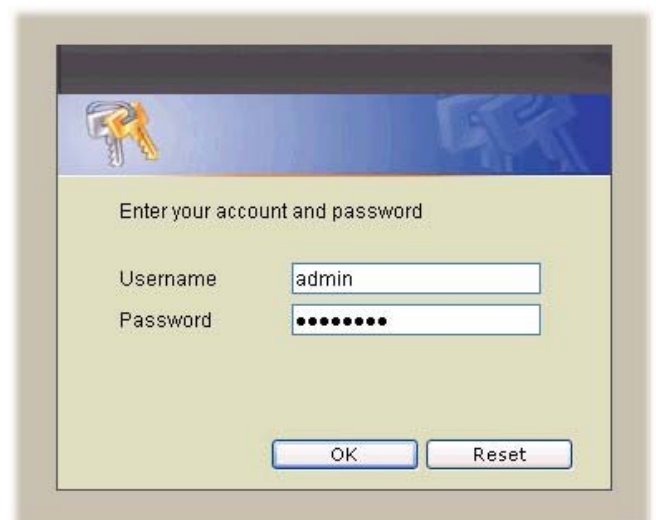 Enter your account and password
Username admin
Password ●●●●●●●●
OK Reset